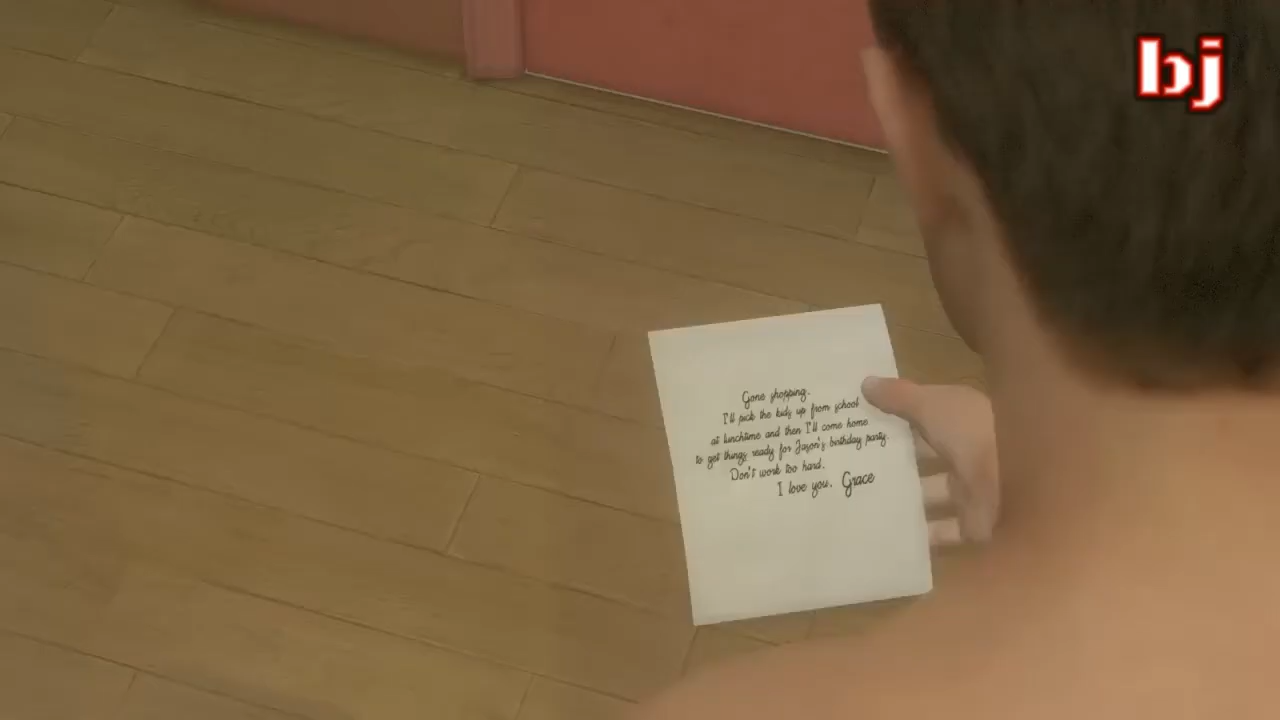 bj
Gone shopping.
I'll pick the kids up from school
at lunchtime and then I'll come home
to get things ready for Jason's birthday party.
Don't work too hard.
I love you. Grace